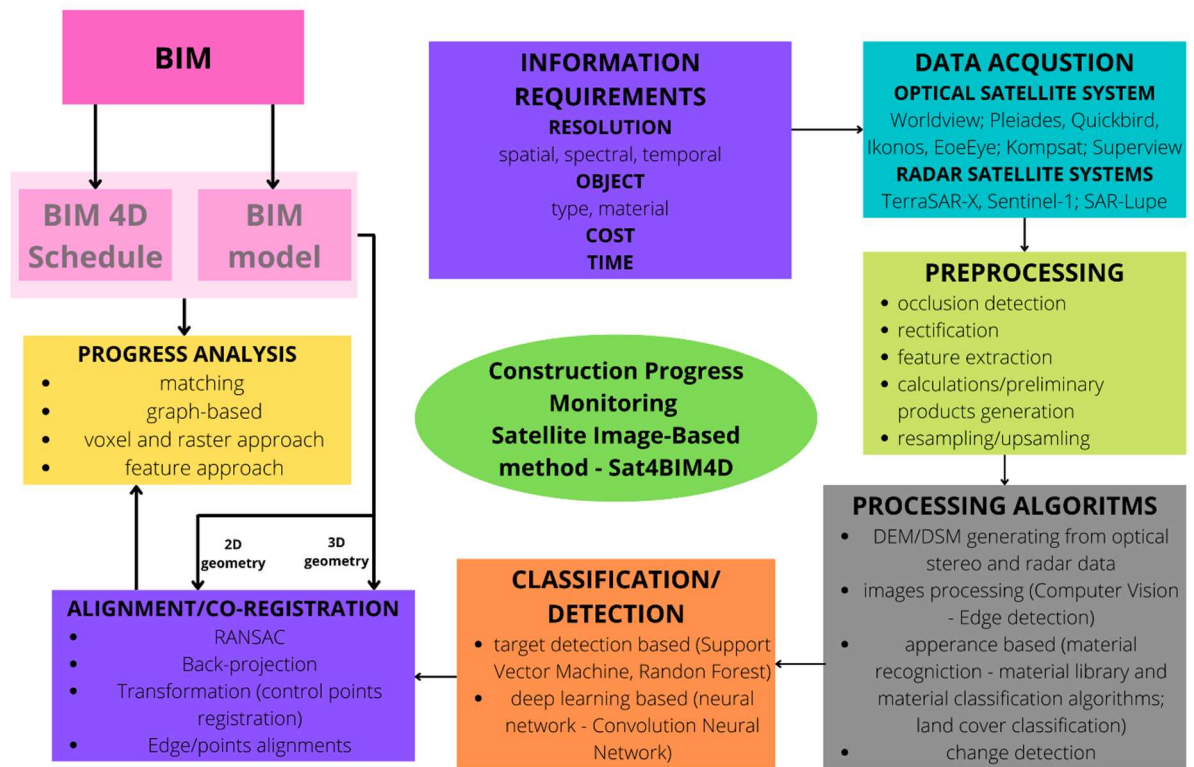 BIM
BIM 4D
Schedule
BIM
model
PROGRESS ANALYSIS
• matching
• graph-based
• voxel and raster approach
• feature approach
2D
geometry
3D
geometry
ALIGNMENT/CO-REGISTRATION
• RANSAC
• Back-projection
• Transformation (control points
registration)
• Edge/points alignments
INFORMATION
REQUIREMENTS
RESOLUTION
spatial, spectral, temporal
OBJECT
type, material
COST
TIME
Construction Progress
Monitoring
Satellite Image-Based
method - Sat4BIM4D
CLASSIFICATION/
DETECTION
• target detection based (Support
Vector Machine, Randon Forest)
• deep learning based (neural
network - Convolution Neural
Network)
DATA ACQUSTION
OPTICAL SATELLITE SYSTEM
Worldview; Pleiades, Quickbird,
Ikonos, EoeEye; Kompsat; Superview
RADAR SATELLITE SYSTEMS
TerraSAR-X, Sentinel-1; SAR-Lupe
PREPROCESSING
• occlusion detection
• rectification
• feature extraction
• calculations/preliminary
products generation
• resampling/upsamling
PROCESSING ALGORITMS
• DEM/DSM generating from optical
stereo and radar data
• images processing (Computer Vision
- Edge detection)
• apperance based (material
recogniction - material library and
material classification algorithms;
land cover classification)
• change detection